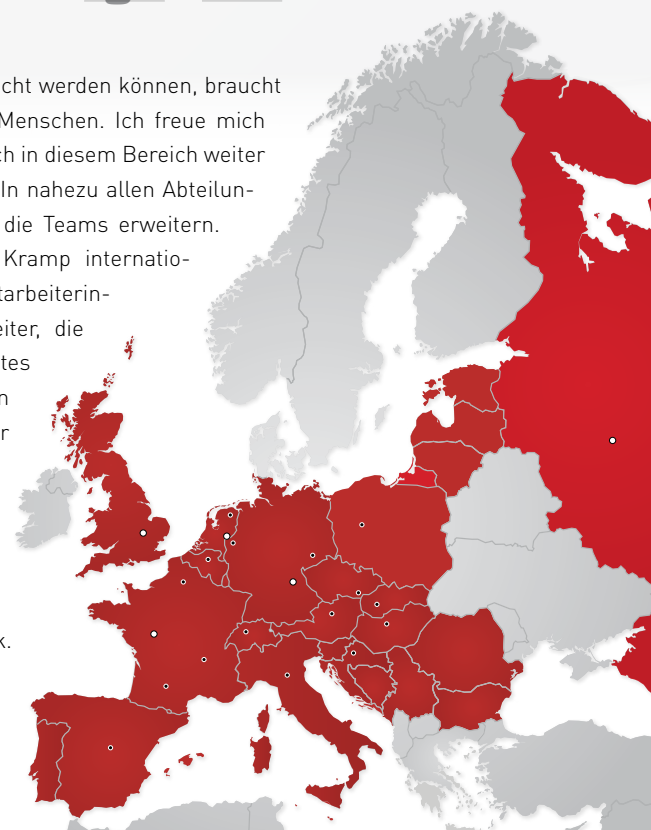 cht werden können, braucht
Menschen. Ich freue mich
ch in diesem Bereich weiter
In nahezu allen Abteilun-
die Teams erweitern.
Kramp internatio-
tarbeiterin-
eiter, die
tes
n
r
k.